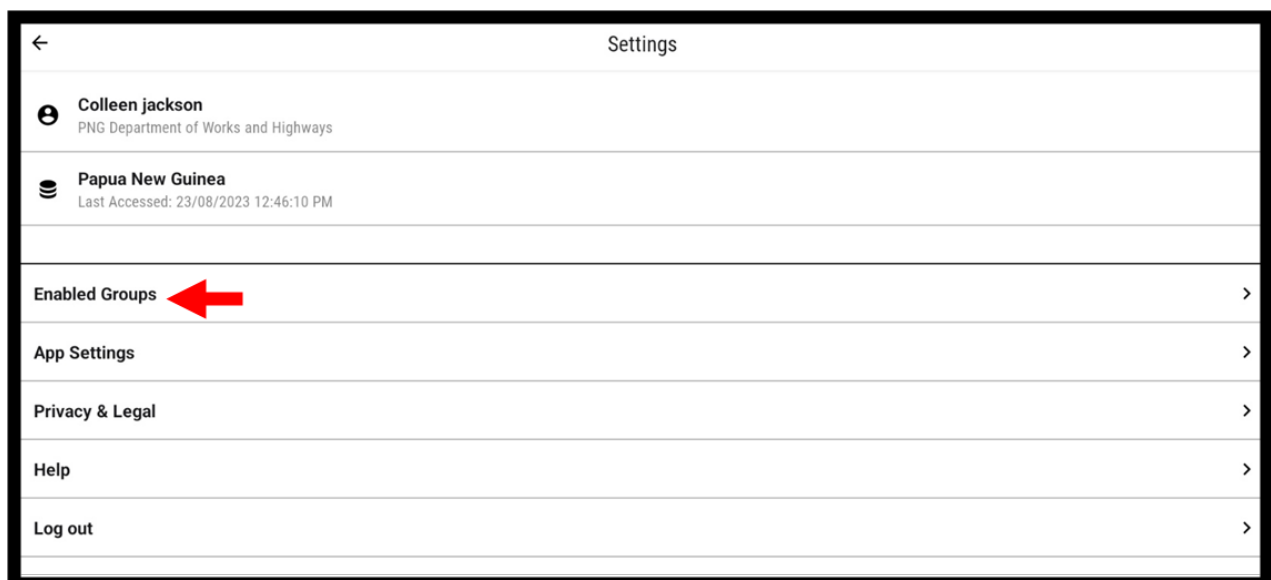 Settings
Colleen jackson
PNG Department of Works and Highways
Papua New Guinea
Last Accessed: 23/08/2023 12:46:10 PM
Enabled Groups
App Settings
Privacy & Legal
Help
Log out